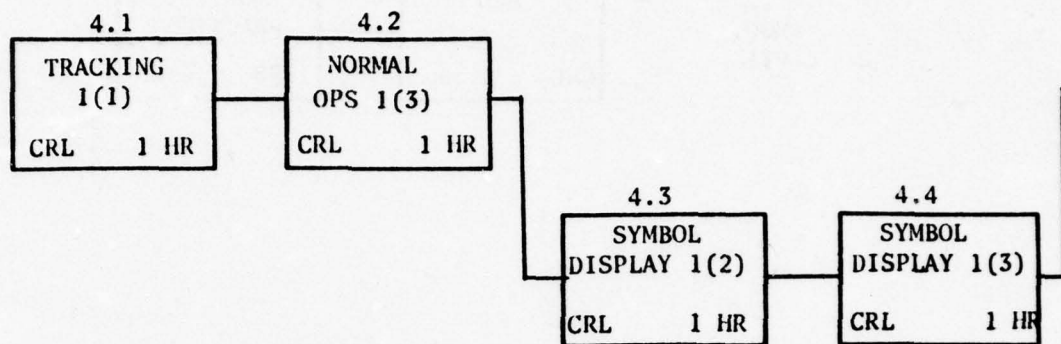 4.1
TRACKING
1(1)
CRL 1 HR
4.2
NORMAL
OPS 1(3)
CRL 1 HR
4.3
SYMBOL
DISPLAY 1(2)
CRL 1 HR
4.4
SYMBOL
DISPLAY 1(3)
CRL 1 HR